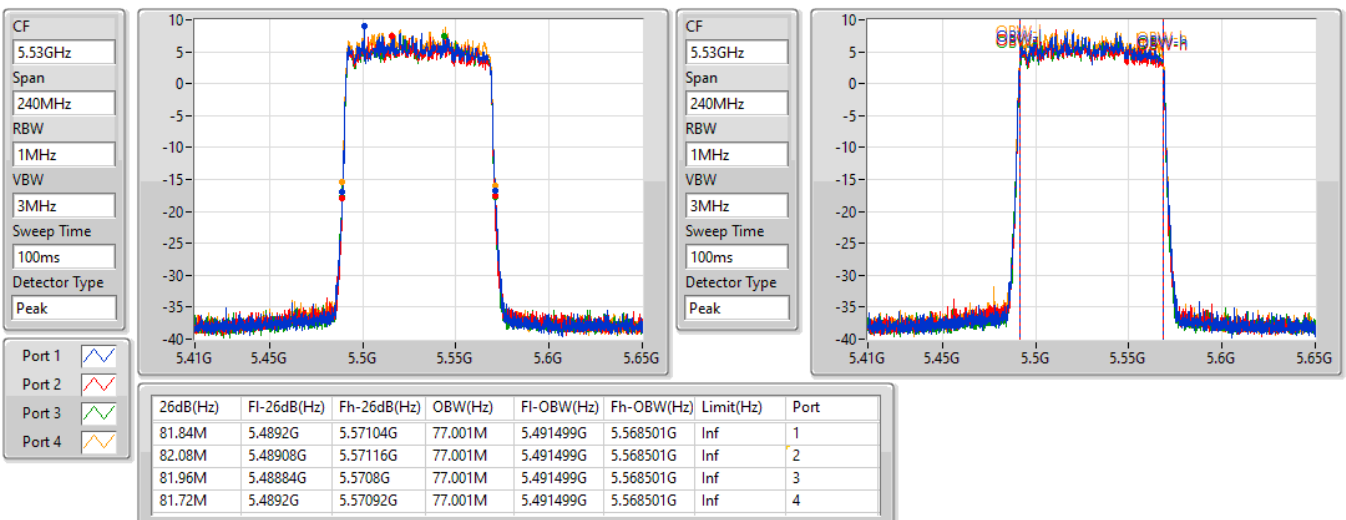 CF
5.53GHz
Span
240MHz
RBW
1MHz
VBW
3MHz
Sweep Time
100ms
Detector Type
Peak
Port 1
Port 2
Port 3
Port 4
10
5
0
-5
-10
-15
-20
-25
-30
-35
-40
5.41G 5.45G 5.5G 5.55G 5.6G 5.65G
CF
5.53GHz
Span
240MHz
RBW
1MHz
VBW
3MHz
Sweep Time
100ms
Detector Type
Peak
10
5
0
-5
-10
-15
-20
-25
-30
-35
-40
OBW-h
5.41G 5.45G 5.5G 5.55G 5.6G 5.65G
26dB(Hz) Fl-26dB(Hz) Fh-26dB(Hz) OBW(Hz) Fl-OBW(Hz) Fh-OBW(Hz) Limit(Hz) Port
81.84M 5.4892G 5.57104G 77.001M 5.491499G 5.568501G Inf 1
82.08M 5.48908G 5.57116G 77.001M 5.491499G 5.568501G Inf 2
81.96M 5.48884G 5.5708G 77.001M 5.491499G 5.568501G Inf 3
81.72M 5.4892G 5.57092G 77.001M 5.491499G 5.568501G Inf 4